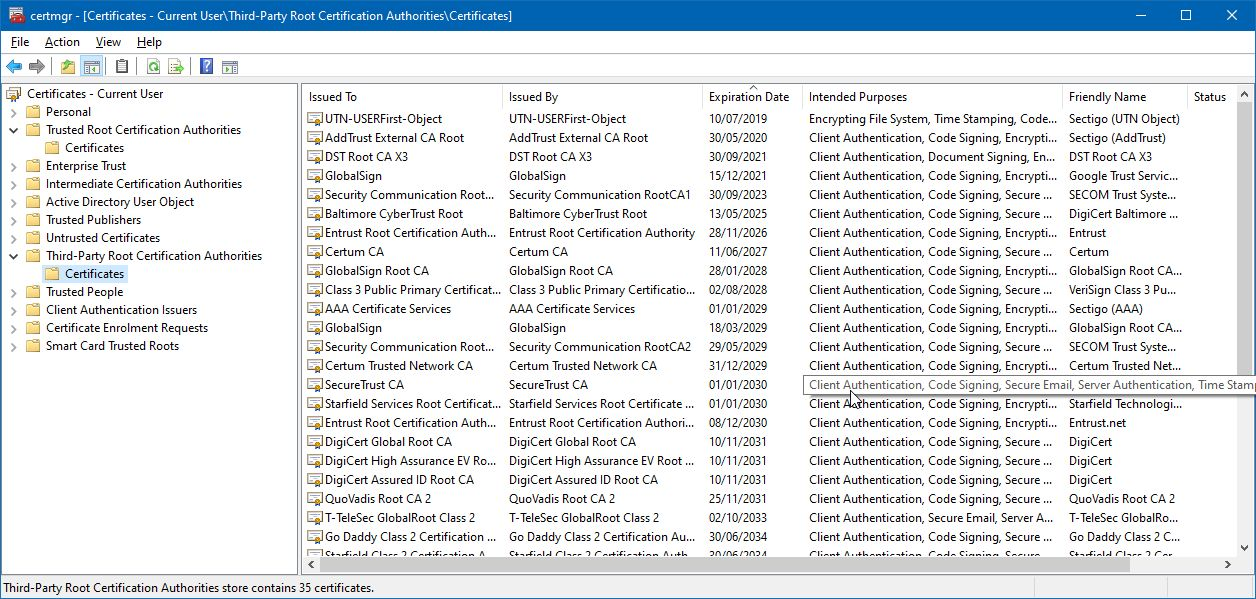 certmgr - [Certificates - Current User\Third-Party Root Certification Authorities\Certificates]
File Action View Help
Certificates - Current User
Personal
Trusted Root Certification Authorities
Certificates
Enterprise Trust
Intermediate Certification Authorities
Active Directory User Object
Trusted Publishers
Untrusted Certificates
Third-Party Root Certification Authorities
Certificates
Trusted People
Client Authentication Issuers
Certificate Enrolment Requests
Smart Card Trusted Roots
Issued To Issued By Expiration Date Intended Purposes Friendly Name Status
UTN-USERFirst-Object UTN-USERFirst-Object 10/07/2019 Encrypting File System, Time Stamping, Code... Sectigo (UTN Object)
AddTrust External CA Root AddTrust External CA Root 30/05/2020 Client Authentication, Code Signing, Encrypti... Sectigo (AddTrust)
DST Root CA X3 DST Root CA X3 30/09/2021 Client Authentication, Document Signing, En... DST Root CA X3
GlobalSign GlobalSign 15/12/2021 Client Authentication, Code Signing, Encrypti... Google Trust Servic...
Security Communication Root... Security Communication RootCA1 30/09/2023 Client Authentication, Code Signing, Secure ... SECOM Trust Syste...
Baltimore CyberTrust Root Baltimore CyberTrust Root 13/05/2025 Client Authentication, Code Signing, Secure ... DigiCert Baltimore ...
Entrust Root Certification Auth... Entrust Root Certification Authority 28/11/2026 Client Authentication, Code Signing, Encrypti... Entrust
Certum CA Certum CA 11/06/2027 Client Authentication, Code Signing, Secure ... Certum
GlobalSign Root CA GlobalSign Root CA 28/01/2028 Client Authentication, Code Signing, Encrypti... GlobalSign Root CA...
Class 3 Public Primary Certificat... Class 3 Public Primary Certificatio... 02/08/2028 Client Authentication, Code Signing, Secure ... VeriSign Class 3 Pu...
AAA Certificate Services AAA Certificate Services 01/01/2029 Client Authentication, Code Signing, Encrypti... Sectigo (AAA)
GlobalSign GlobalSign 18/03/2029 Client Authentication, Code Signing, Encrypti... GlobalSign Root CA...
Security Communication Root... Security Communication RootCA2 29/05/2029 Client Authentication, Code Signing, Encrypti... SECOM Trust Syste...
Certum Trusted Network CA Certum Trusted Network CA 31/12/2029 Client Authentication, Code Signing, Encrypti... Certum Trusted Net...
SecureTrust CA SecureTrust CA 01/01/2030 Client Authentication, Code Signing, Secure Email, Server Authentication, Time Stamp
Starfield Services Root Certificat... Starfield Services Root Certificate ... 01/01/2030 Client Authentication, Code Signing, Encrypti... Starfield Technologi...
Entrust Root Certification Auth... Entrust Root Certification Authori... 08/12/2030 Client Authentication, Code Signing, Encrypti... Entrust.net
DigiCert Global Root CA DigiCert Global Root CA 10/11/2031 Client Authentication, Code Signing, Secure ... DigiCert
DigiCert High Assurance EV Ro... DigiCert High Assurance EV Root ... 10/11/2031 Client Authentication, Code Signing, Secure ... DigiCert
DigiCert Assured ID Root CA DigiCert Assured ID Root CA 10/11/2031 Client Authentication, Code Signing, Secure ... DigiCert
QuoVadis Root CA 2 QuoVadis Root CA 2 25/11/2031 Client Authentication, Code Signing, Secure ... QuoVadis Root CA 2
T-TeleSec GlobalRoot Class 2 T-TeleSec GlobalRoot Class 2 02/10/2033 Client Authentication, Secure Email, Server A... T-TeleSec GlobalRo...
Go Daddy Class 2 Certification ... Go Daddy Class 2 Certification Au... 30/06/2034 Client Authentication, Code Signing, Secure ... Go Daddy Class 2 C...
Starfield Class 2 Certification A... Starfield Class 2 Certification Auth... 30/06/2034 Client Authentication, Code Signing, Secure ... Starfield Class 2 Cer...
Third-Party Root Certification Authorities store contains 35 certificates.